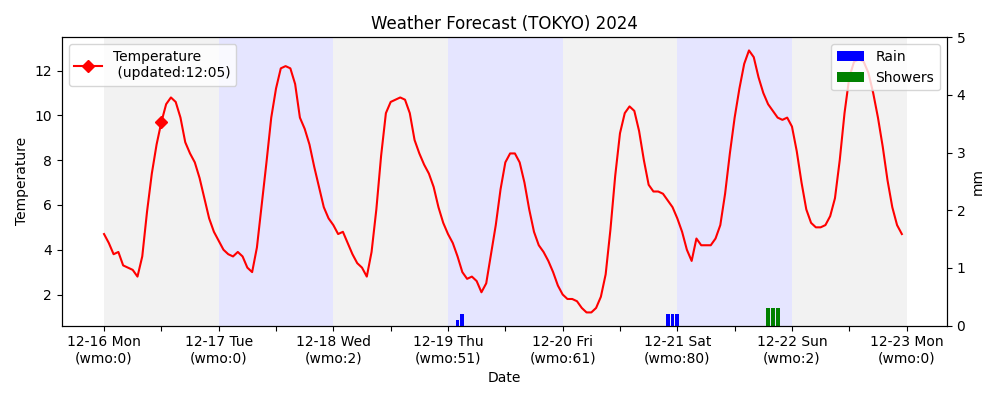 Weather Forecast (TOKYO) 2024
Temperature
(updated:12:05)
Rain
Showers
Temperature
12
10
8
6
4
2
5
4
3
2
1
0
mm
12-16 Mon
(wmo:0)
12-17 Tue
(wmo:0)
12-18 Wed
(wmo:2)
12-19 Thu
(wmo:51)
12-20 Fri
(wmo:61)
12-21 Sat
(wmo:80)
12-22 Sun
(wmo:2)
12-23 Mon
(wmo:0)
Date